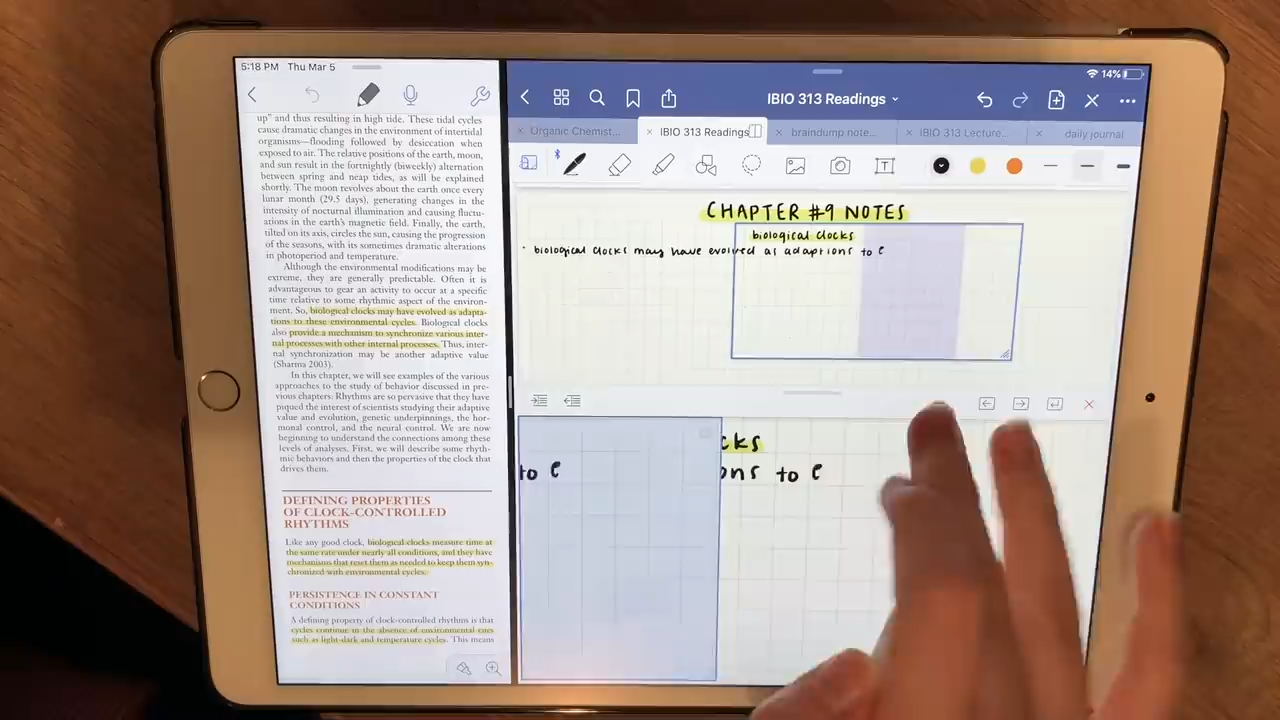 5:18 PM Thu Mar 5
up" and thus resulting in high tide. These tidal cycles
cause dramatic changes in the environment of intertidal
organisms—flooding followed by desiccation when
exposed to air. The relative positions of the earth, moon,
and sun result in the fortnightly (biweekly) alternation
between spring and neap tides, as will be explained
shortly. The moon revolves about the earth once every
lunar month (29.5 days), generating changes in the
intensity of nocturnal illumination and causing fluctu-
ations in the earth's magnetic field. Finally, the earth,
tilted on its axis, circles the sun, causing the progression
of the seasons, with its sometimes dramatic alterations
in photoperiod and temperature.
Although the environmental modifications may be
extreme, they are generally predictable. Often it is
advantageous to gear an activity to occur at a specific
time relative to some rhythmic aspect of the environ-
ment. So, biological clocks may have evolved as adapta-
tions to these environmental cycles. Biological clocks
also provide a mechanism to synchronize various inter-
nal processes with other internal processes. Thus, inter-
nal synchronization may be another adaptive value
(Sharma 2003).
In this chapter, we will see examples of the various
approaches to the study of behavior discussed in pre-
vious chapters. Rhythms are so pervasive that they have
piqued the interest of scientists studying their adaptive
value and evolution, genetic underpinnings, the hor-
monal control, and the neural control. We are now
beginning to understand the connections among these
levels of analyses. First, we will describe some rhyth-
mic behaviors and then the properties of the clock that
drives them.
DEFINING PROPERTIES
OF CLOCK-CONTROLLED
RHYTHMS
Like any good clock, biological clocks measure time at
the same rate under nearly all conditions, and they have
mechanisms that reset them as needed to keep them syn-
chronized with environmental cycles.
PERSISTENCE IN CONSTANT
CONDITIONS
A defining property of clock-controlled rhythms is that
cycles continue in the absence of environmental cues
such as light-dark and temperature cycles. This means
14%
IBIO 313 Readings
Organic Chemist...
IBIO 313 Readings
braindump note...
IBIO 313 Lecture...
daily journal
T
CHAPTER #9 NOTES
biological clocks
· biological clocks may have evolved as adaptions to e
cks
to e
ons to e